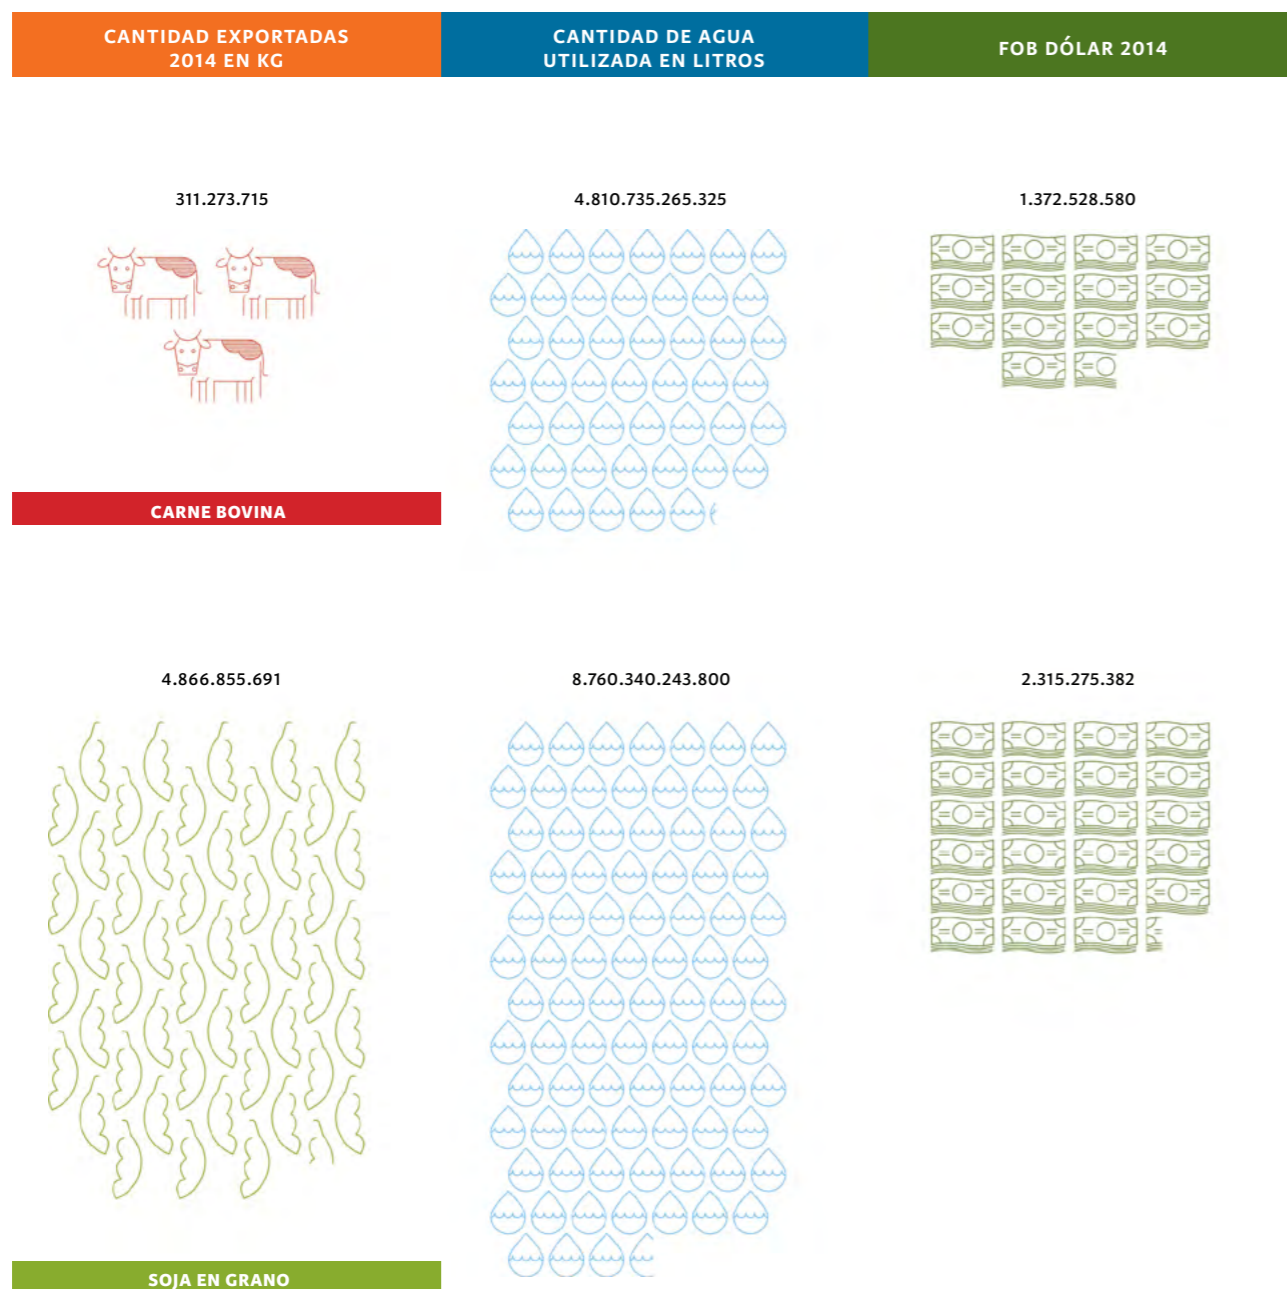 CANTIDAD EXPORTADAS
2014 EN KG
CANTIDAD DE AGUA
UTILIZADA EN LITROS
FOB DÓLAR 2014
311.273.715
4.810.735.265.325
1.372.528.580
CARNE BOVINA
4.866.855.691
8.760.340.243.800
2.315.275.382
SOJA EN GRANO